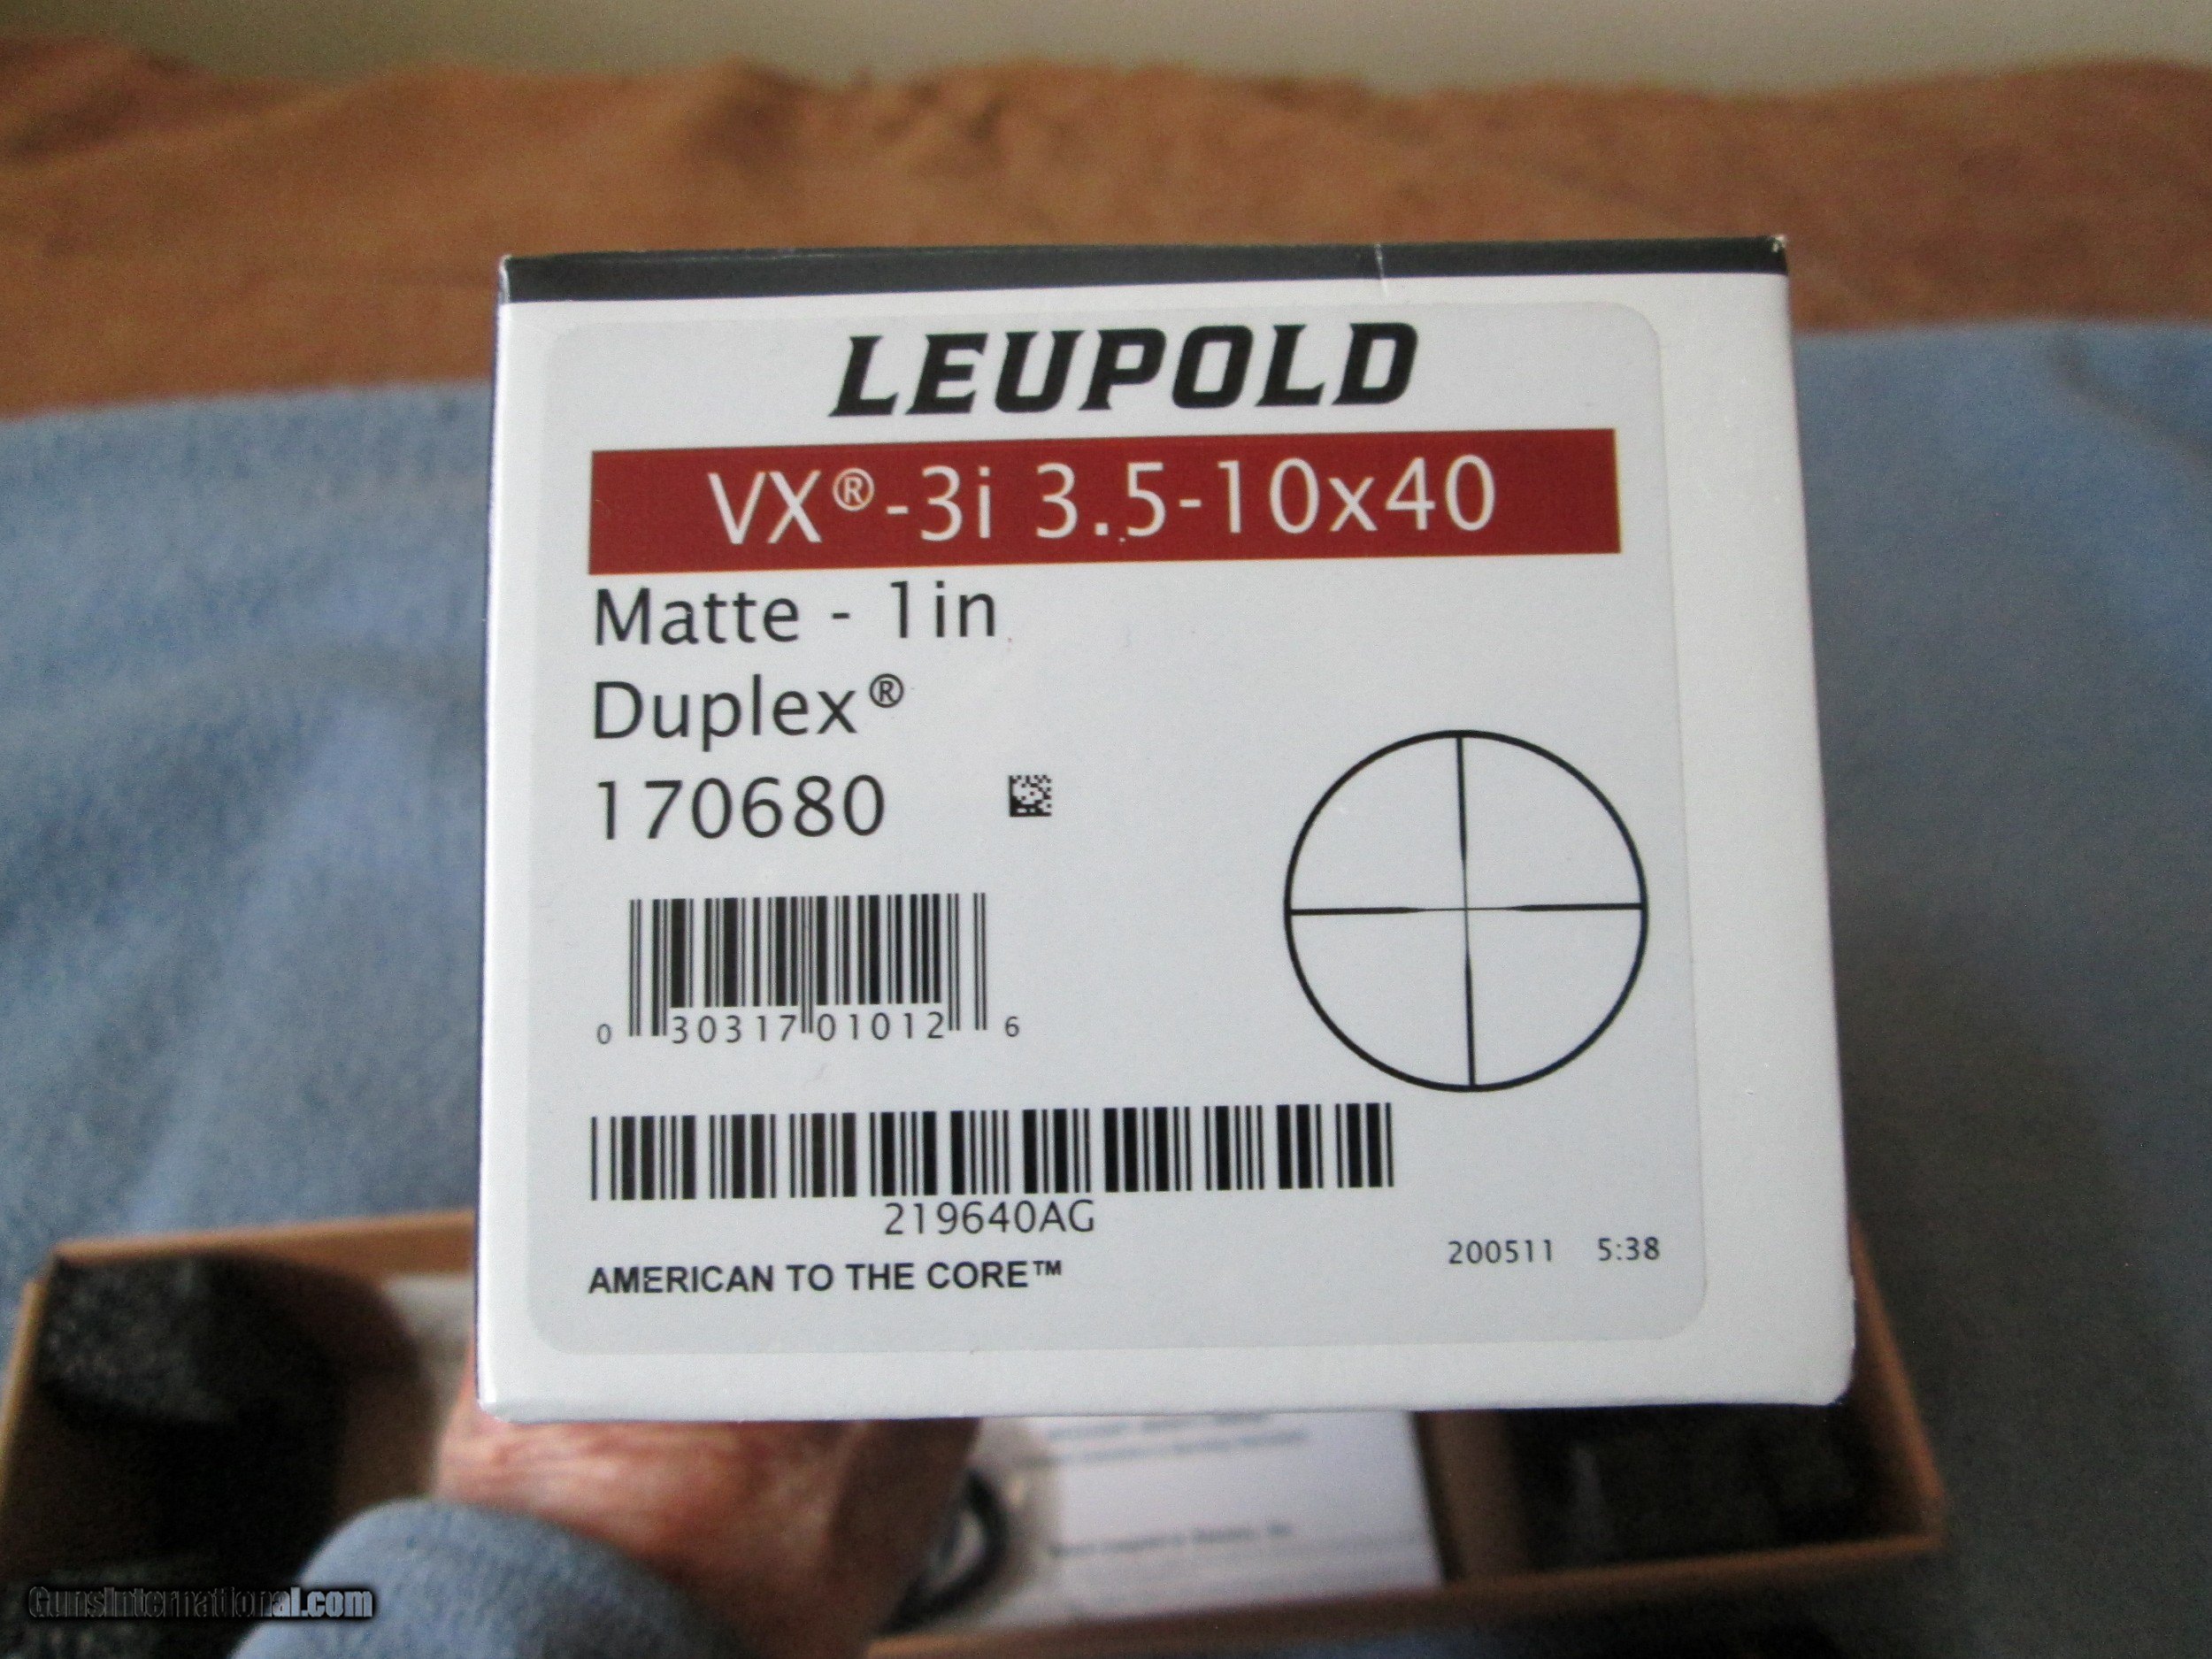 LEUPOLD
VX®-3i 3.5-10x40
Matte - 1in
Duplex®
170680
0 30317 01012 6
219640AG
AMERICAN TO THE CORE™
200511 5:38
GunsInternational.com